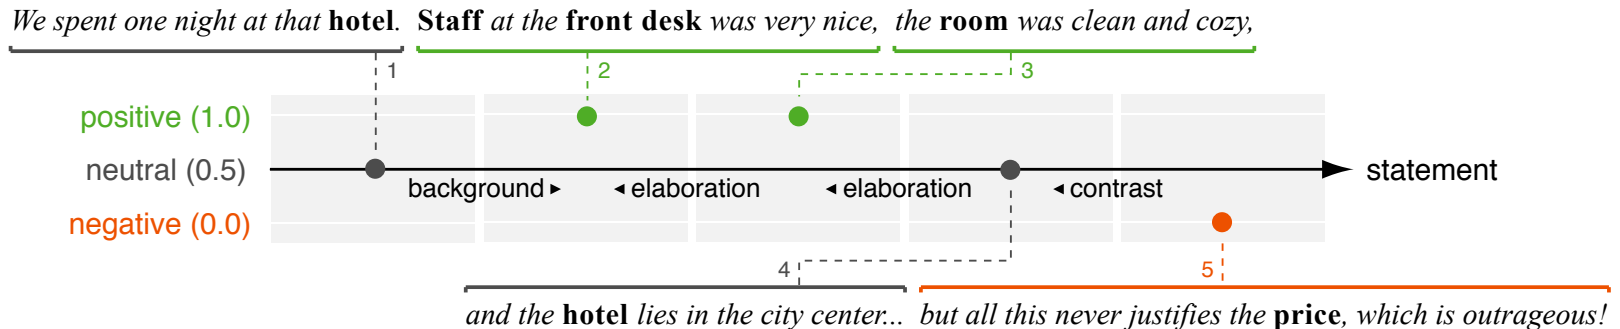 We spent one night at that hotel. Staff at the front desk was very nice, the room was clean and cozy,
1 2 3
positive (1.0)
neutral (0.5)
statement
background ► ◄ elaboration ◄ elaboration ◄ contrast
negative (0.0)
4 5
and the hotel lies in the city center... but all this never justifies the price, which is outrageous!